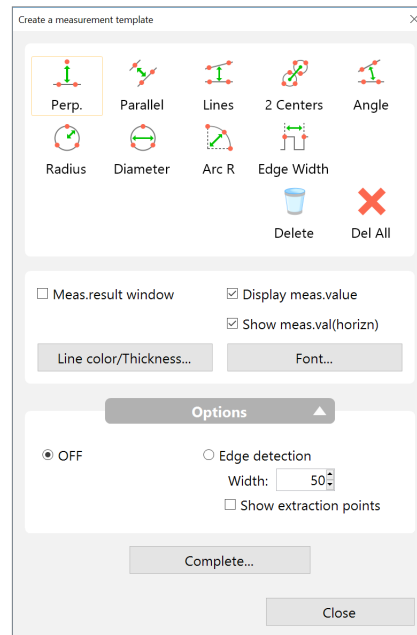 Create a measurement template
Perp. Parallel Lines 2 Centers Angle
Radius Diameter Arc R Edge Width
Delete Del All
Meas.result window Display meas.value
Show meas.val(horizn)
Line color/Thickness... Font...
Options
OFF Edge detection
Width: 50
Show extraction points
Complete...
Close